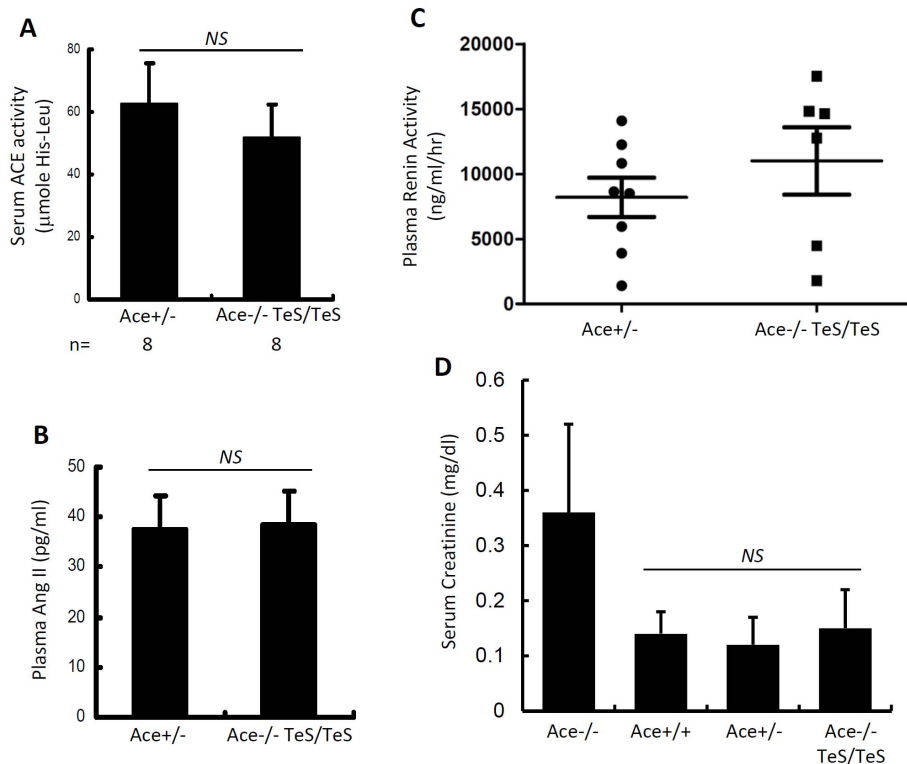 A
NS
80
60
40
20
0
Serum ACE activity
(μmole His-Leu)
Ace+/- Ace-/- TeS/TeS
n= 8 8
B
NS
50
40
30
20
10
0
Plasma Ang II (pg/ml)
Ace+/- Ace-/- TeS/TeS
C
20000
15000
10000
5000
0
Plasma Renin Activity
(ng/ml/hr)
Ace+/- Ace-/- TeS/TeS
D
0.6
0.5
0.4
0.3
0.2
0.1
0
Serum Creatinine (mg/dl)
NS
Ace-/- Ace+/+ Ace+/- Ace-/-
TeS/TeS